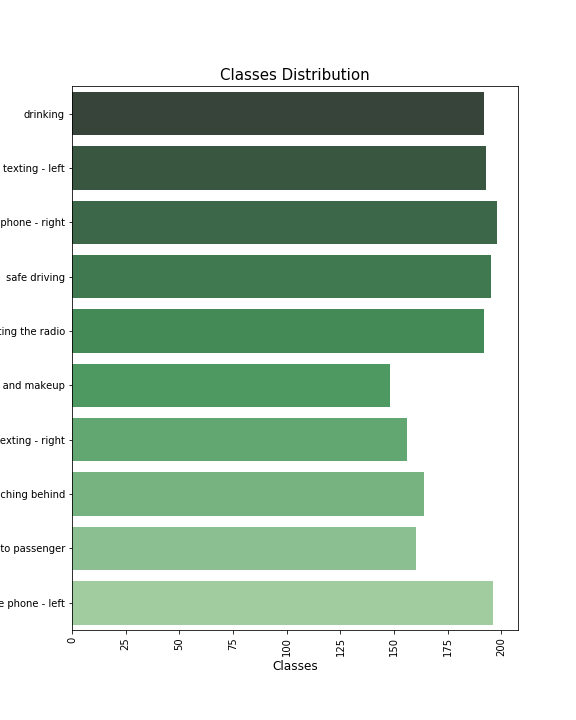 Classes Distribution
drinking
texting - left
phone - right
safe driving
ting the radio
and makeup
exting - right
ching behind
to passenger
e phone - left
0
25
50
75
100
125
150
175
200
Classes